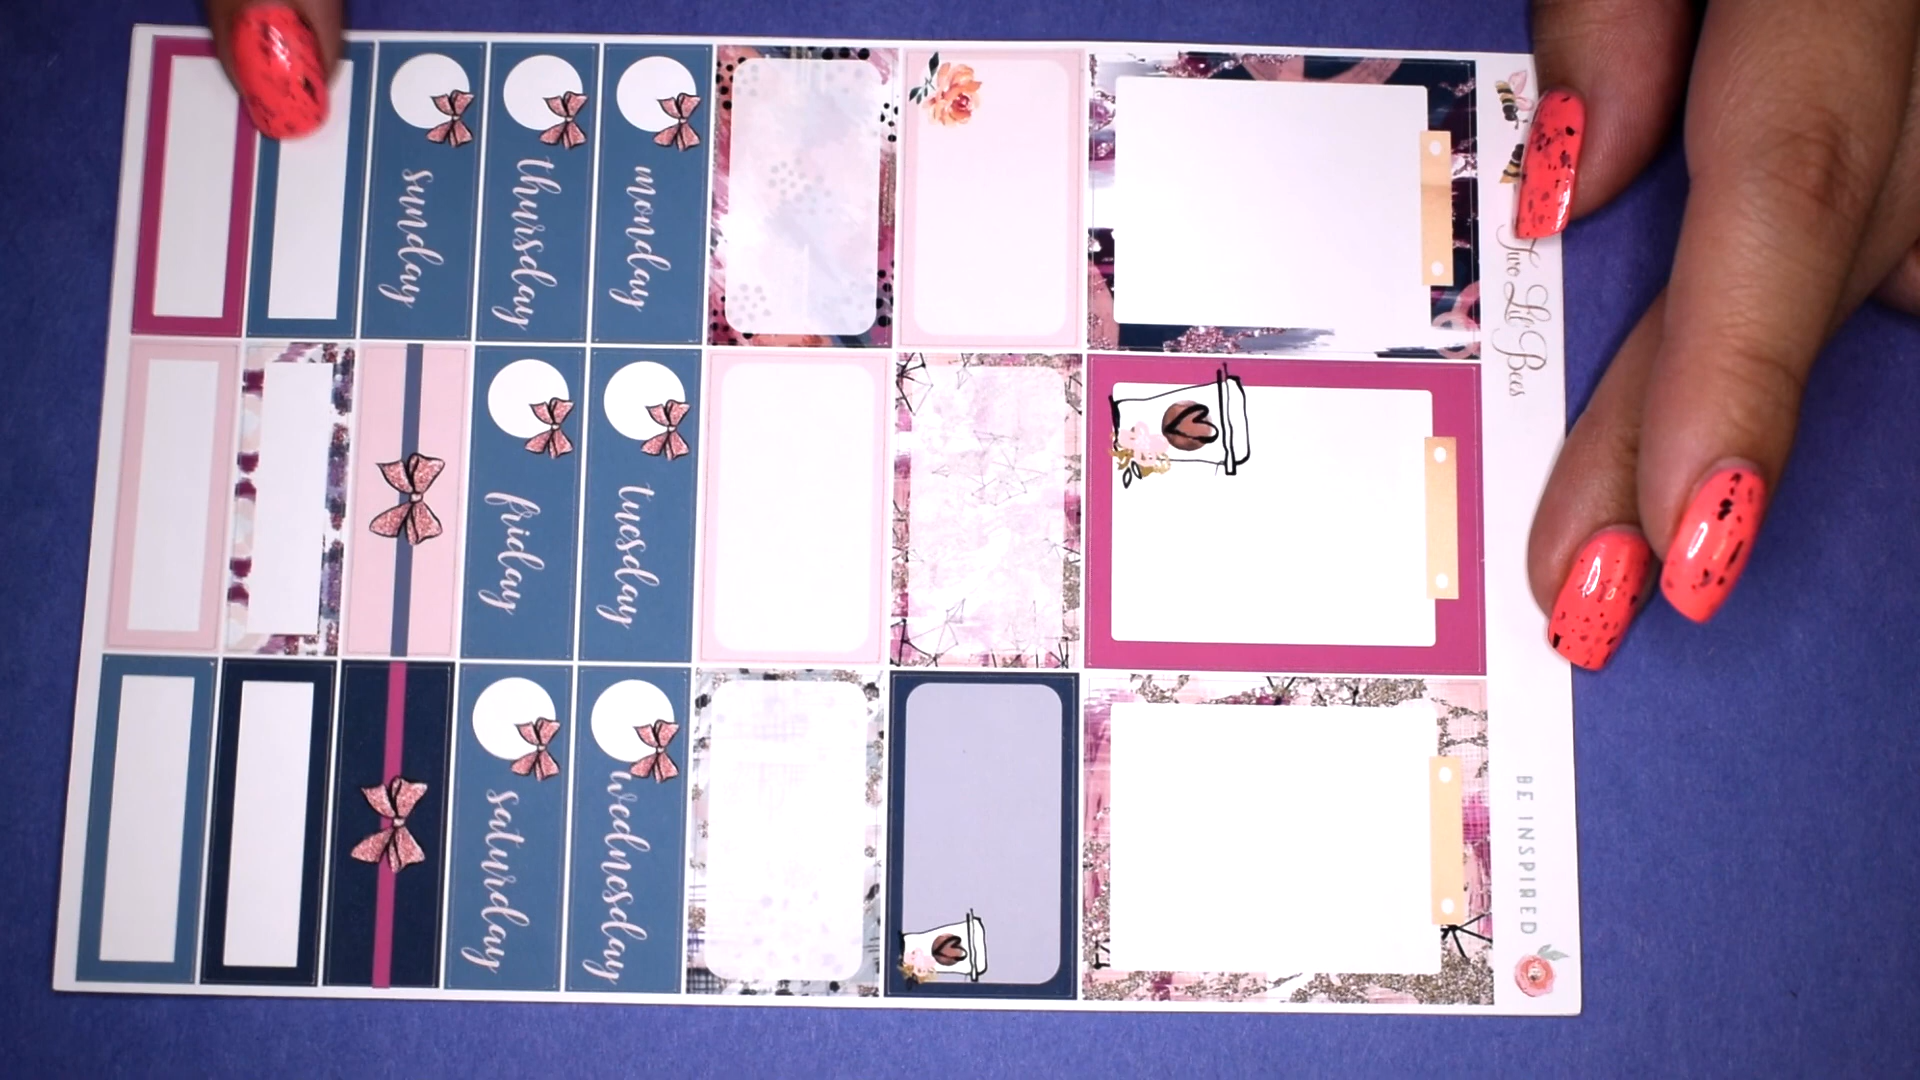 Two Lil Bees
BE INSPIRED
monday
tuesday
wednesday
thursday
friday
saturday
sunday